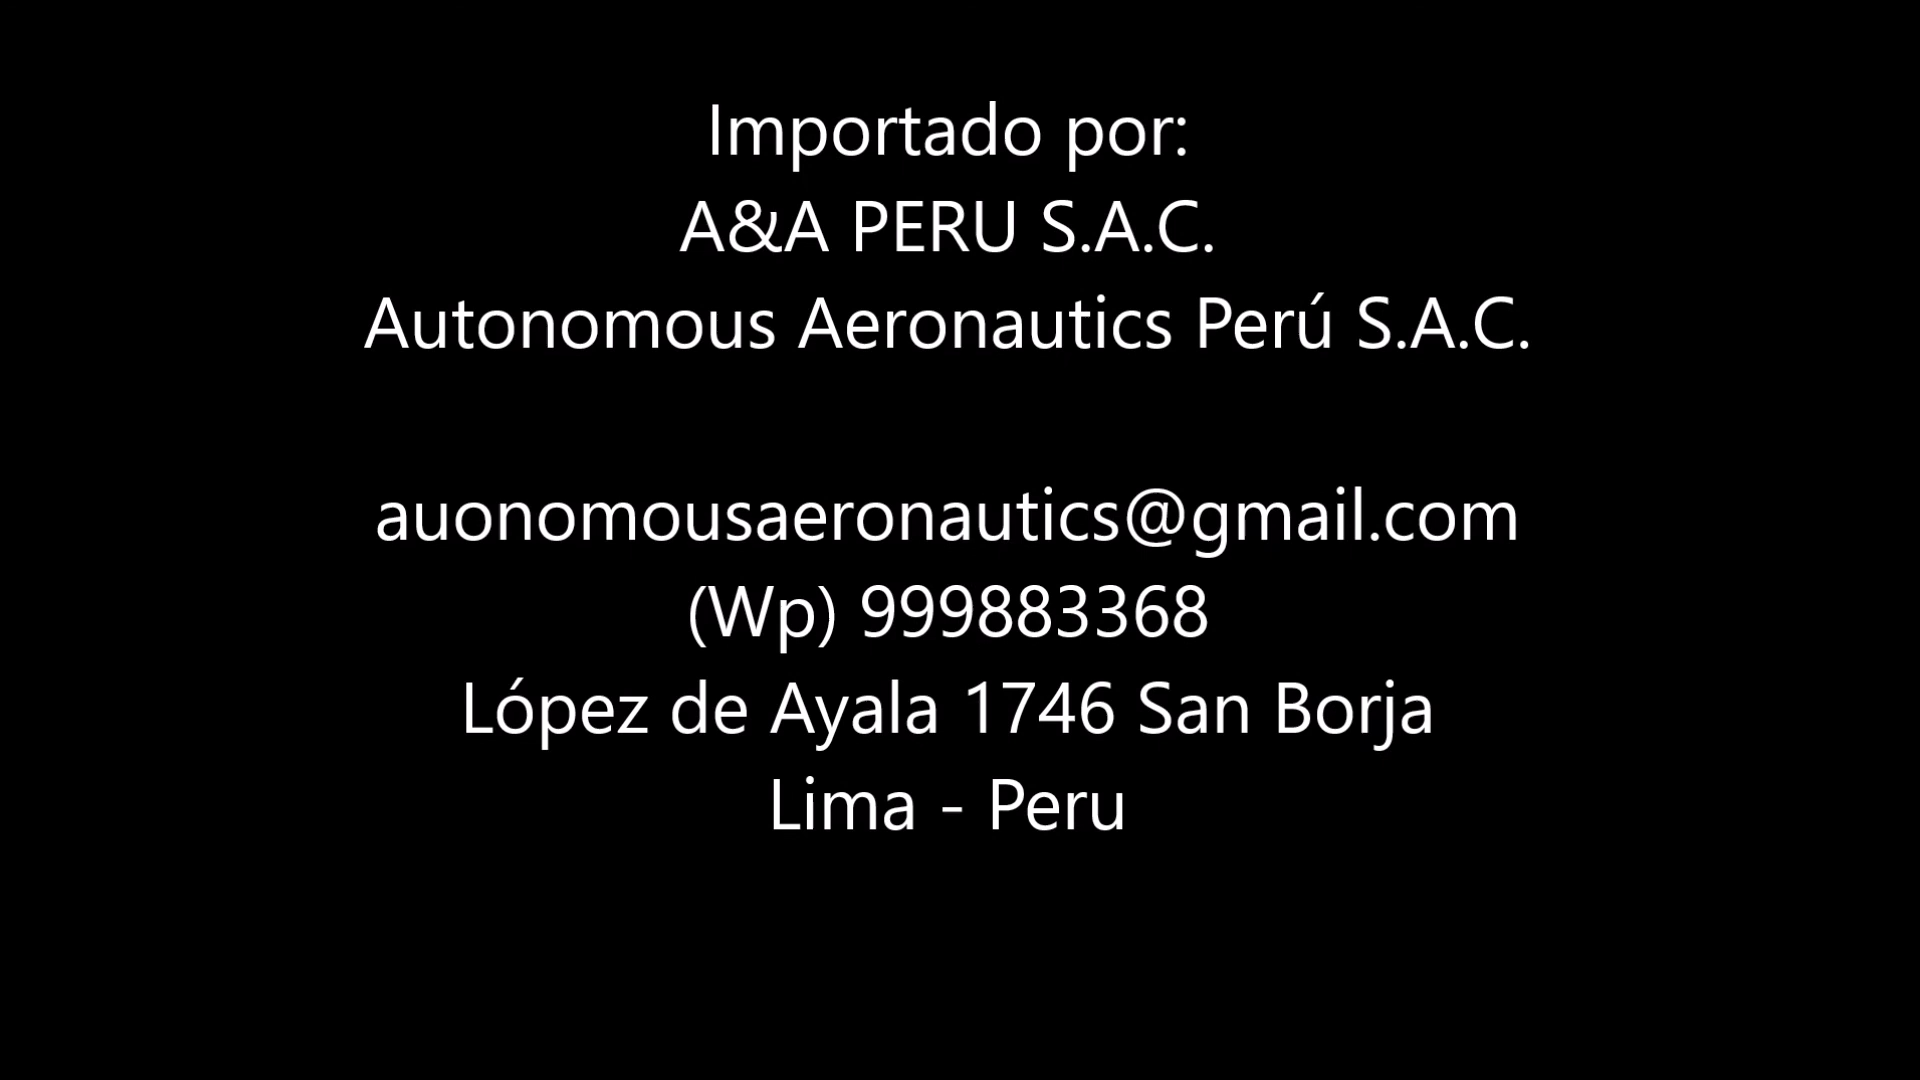 Importado por:
A&A PERU S.A.C.
Autonomous Aeronautics Perú S.A.C.
auonomousaeronautics@gmail.com
(Wp) 999883368
López de Ayala 1746 San Borja
Lima - Peru